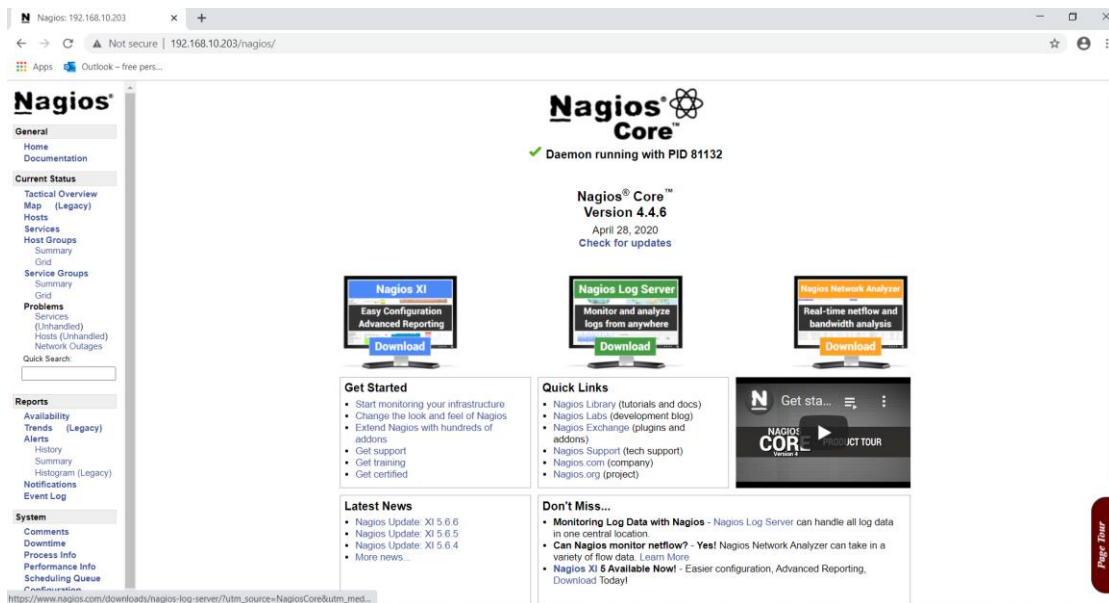 Nagios: 192.168.10.203
Not secure | 192.168.10.203/nagios/
Apps Outlook – free pers...
Nagios®
General
Home
Documentation
Current Status
Tactical Overview
Map (Legacy)
Hosts
Services
Host Groups
Summary
Grid
Service Groups
Summary
Grid
Problems
Services
(Unhandled)
Hosts (Unhandled)
Network Outages
Quick Search:
Reports
Availability
Trends (Legacy)
Alerts
History
Summary
Histogram (Legacy)
Notifications
Event Log
System
Comments
Downtime
Process Info
Performance Info
Scheduling Queue
Configuration
Nagios®
Core™
Daemon running with PID 81132
Nagios® Core™
Version 4.4.6
April 28, 2020
Check for updates
Nagios XI
Easy Configuration
Advanced Reporting
Download
Nagios Log Server
Monitor and analyze
logs from anywhere
Download
Nagios Network Analyzer
Real-time netflow and
bandwidth analysis
Download
Get Started
• Start monitoring your infrastructure
• Change the look and feel of Nagios
• Extend Nagios with hundreds of
addons
• Get support
• Get training
• Get certified
Quick Links
• Nagios Library (tutorials and docs)
• Nagios Labs (development blog)
• Nagios Exchange (plugins and
addons)
• Nagios Support (tech support)
• Nagios.com (company)
• Nagios.org (project)
N Get sta...
NAGIOS
CORE PRODUCT TOUR
Version 4
Latest News
• Nagios Update: XI 5.6.6
• Nagios Update: XI 5.6.5
• Nagios Update: XI 5.6.4
• More news...
Don't Miss...
• Monitoring Log Data with Nagios - Nagios Log Server can handle all log data
in one central location.
• Can Nagios monitor netflow? - Yes! Nagios Network Analyzer can take in a
variety of flow data. Learn More
• Nagios XI 5 Available Now! - Easier configuration, Advanced Reporting,
Download Today!
Page Tour
https://www.nagios.com/downloads/nagios-log-server/?utm_source=NagiosCore&utm_med...